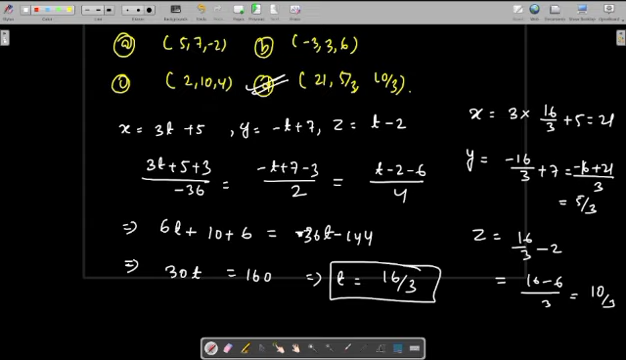 ⓐ (5,7,-2) ⓑ (-3,3,6)
ⓒ (2,10,4) ⓓ (21, 5/3, 10/3).
x = 3t+5 , y = -t+7, z = t-2
(3t+5+3)/-36 = (-t+7-3)/2 = (t-2-6)/4
⇒ 6t + 10+6 = 36t-144
⇒ 30t = 160 ⇒ t = 16/3
x = 3 × 16/3 +5 = 21
y = -16/3 +7 = (-16+21)/3
= 5/3
z = 16/3 -2
= (16-6)/3 = 10/3